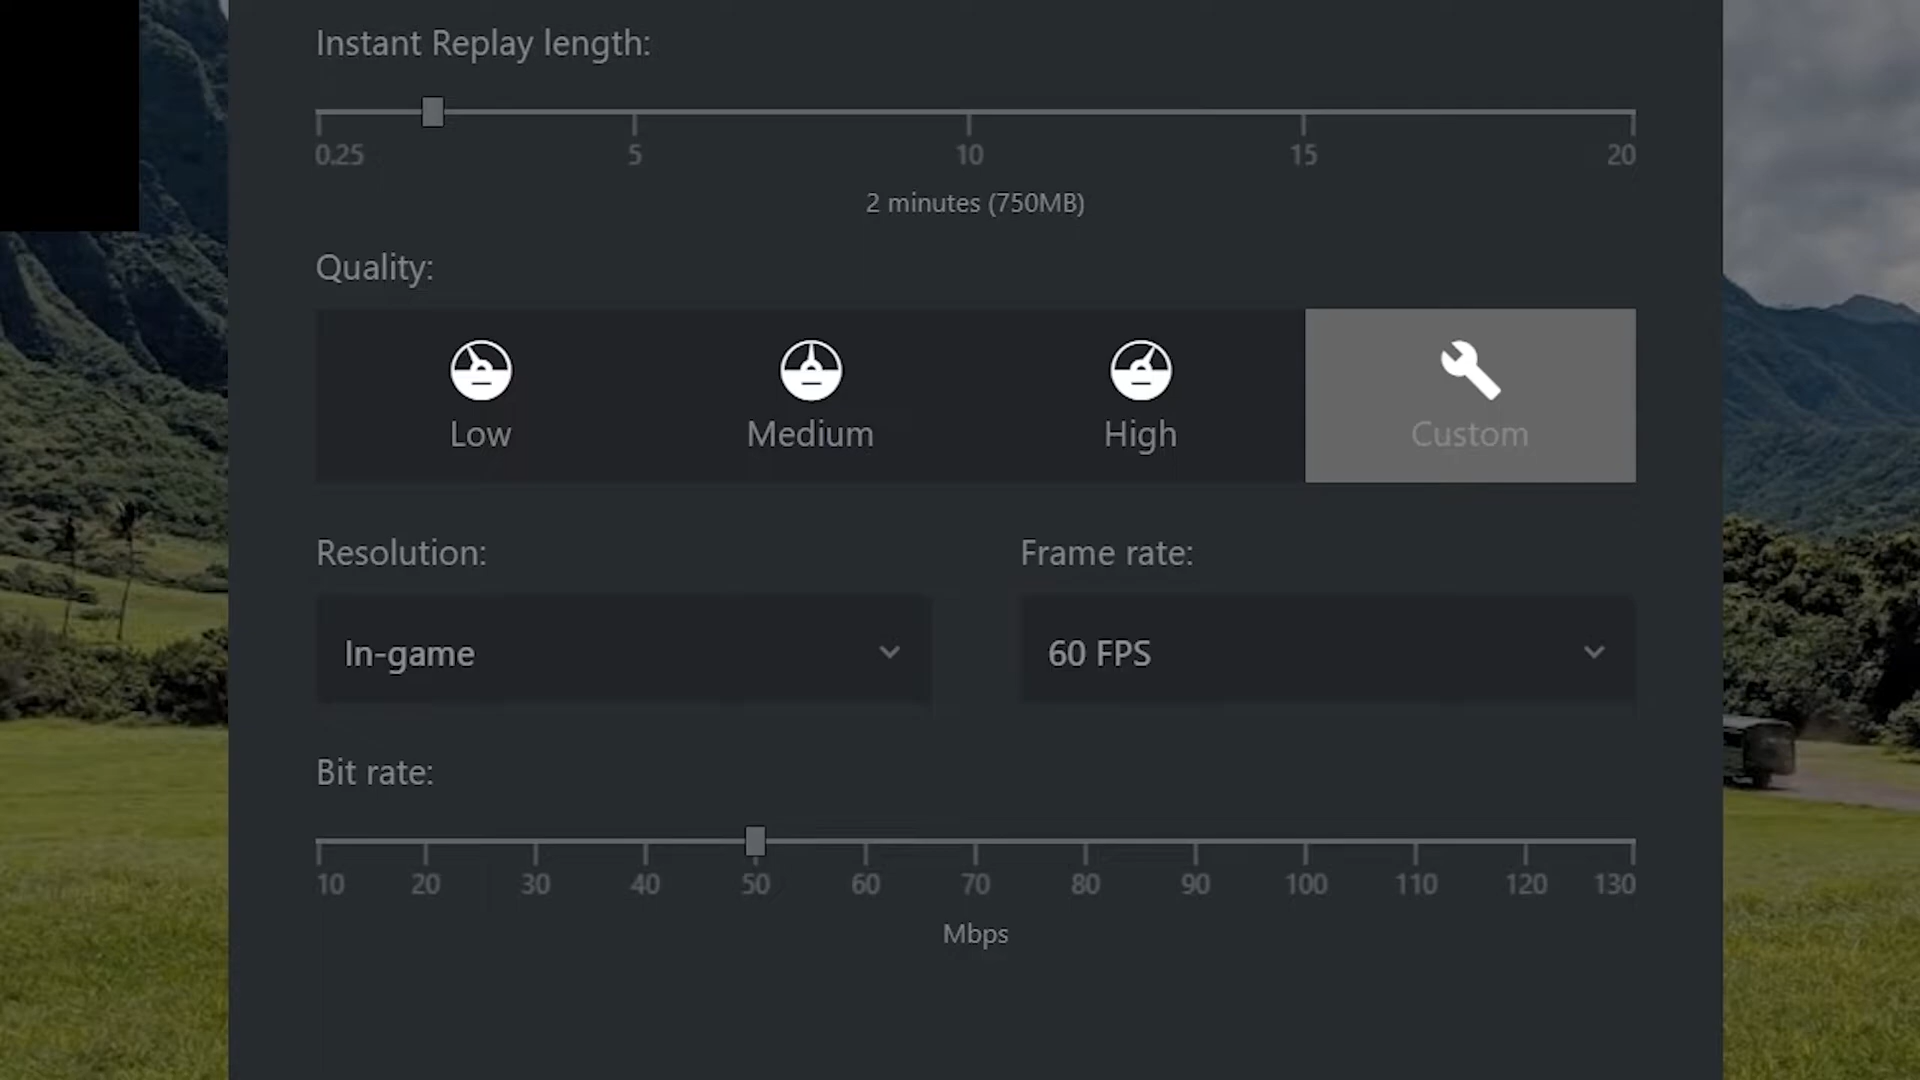 Instant Replay length:
0.25 5 10 15 20
2 minutes (750MB)
Quality:
Low Medium High Custom
Resolution: Frame rate:
In-game 60 FPS
Bit rate:
10 20 30 40 50 60 70 80 90 100 110 120 130
Mbps